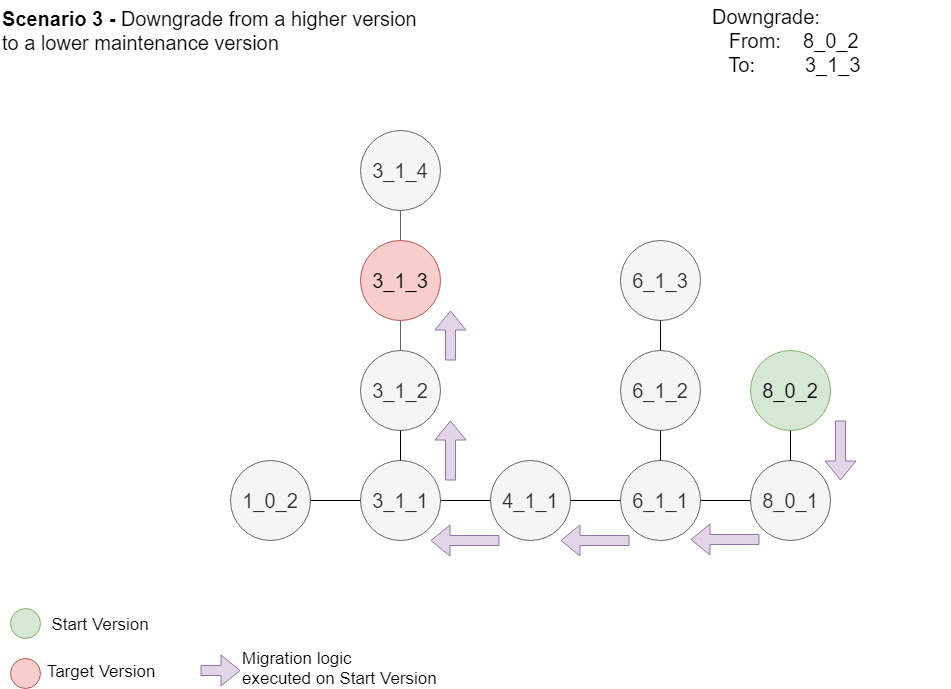 Scenario 3 - Downgrade from a higher version
to a lower maintenance version
Downgrade:
From: 8_0_2
To: 3_1_3
3_1_4
3_1_3
6_1_3
3_1_2
6_1_2
8_0_2
1_0_2
3_1_1
4_1_1
6_1_1
8_0_1
Start Version
Target Version
Migration logic
executed on Start Version